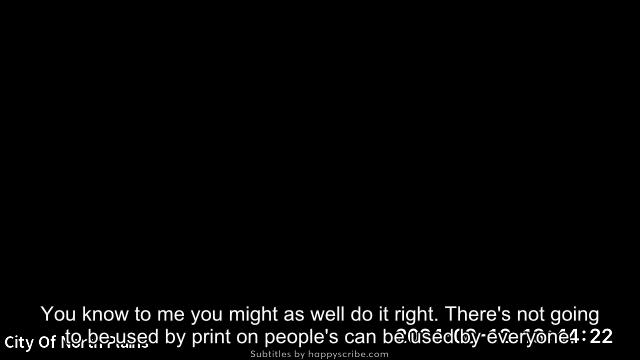 You know to me you might as well do it right. There's not going
to be used by print on people's can be used by everyone.
City Of North Plains
:22
Subtitles by happyscribe.com